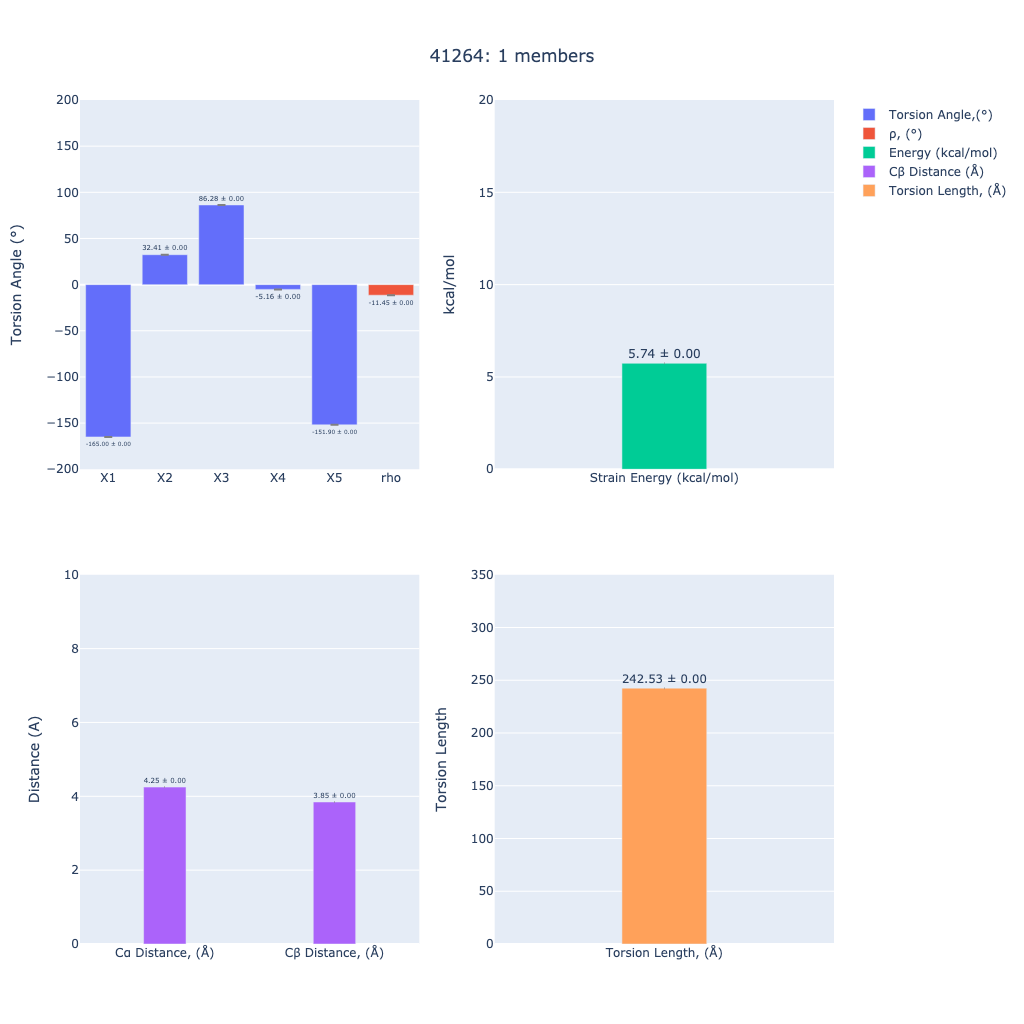 41264: 1 members
Torsion Angle (°)
200
150
100
50
0
−50
−100
−150
−200
-165.00 ± 0.00
32.41 ± 0.00
86.28 ± 0.00
-5.16 ± 0.00
-151.90 ± 0.00
-11.45 ± 0.00
X1 X2 X3 X4 X5 rho
kcal/mol
20
15
10
5
0
5.74 ± 0.00
Strain Energy (kcal/mol)
Torsion Angle,(°)
ρ, (°)
Energy (kcal/mol)
Cβ Distance (Å)
Torsion Length, (Å)
Distance (A)
10
8
6
4
2
0
4.25 ± 0.00
3.85 ± 0.00
Cα Distance, (Å) Cβ Distance, (Å)
Torsion Length
350
300
250
200
150
100
50
0
242.53 ± 0.00
Torsion Length, (Å)